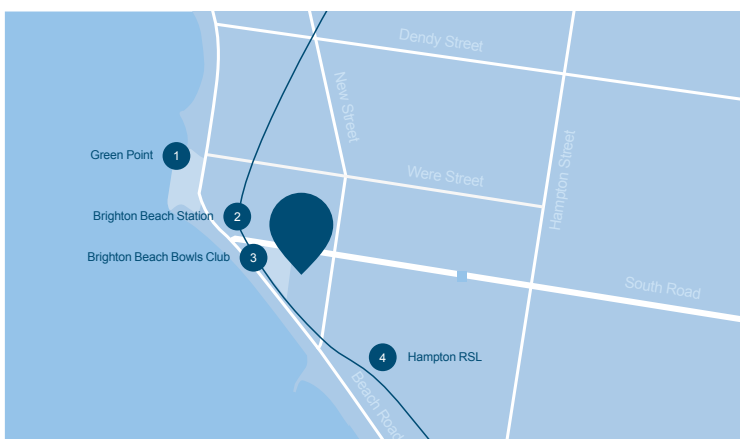 Dendy Street
New Street
Green Point
1
Were Street
Hampton Street
Brighton Beach Station
2
Brighton Beach Bowls Club
3
South Road
4
Hampton RSL
Beach Road